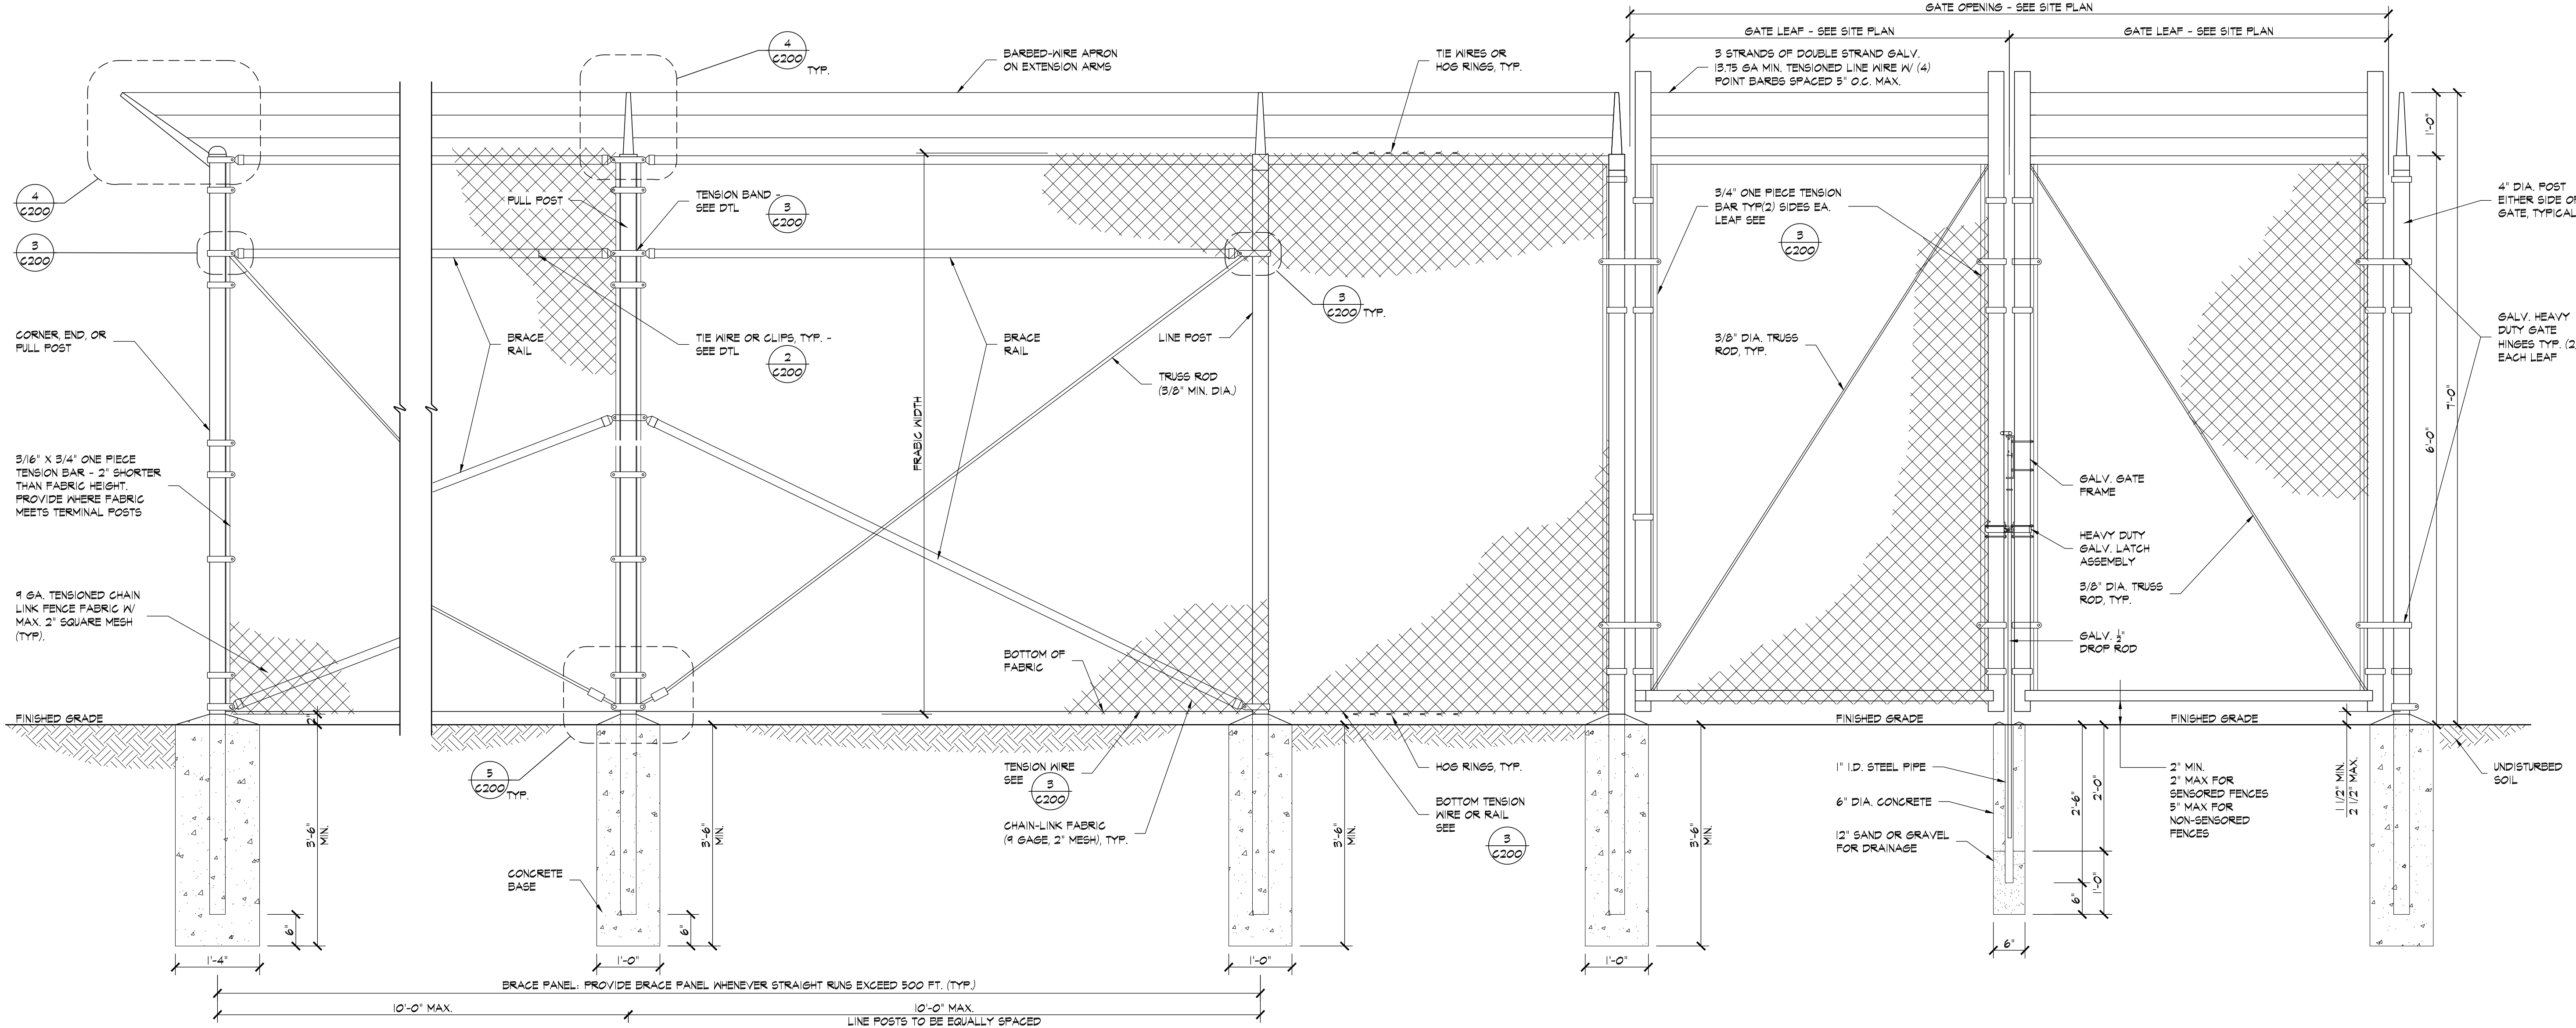 GATE OPENING - SEE SITE PLAN
GATE LEAF - SEE SITE PLAN
GATE LEAF - SEE SITE PLAN
4
C200
TYP.
BARBED-WIRE APRON
ON EXTENSION ARMS
TIE WIRES OR
HOG RINGS, TYP.
3 STRANDS OF DOUBLE STRAND GALV.
13.75 GA MIN. TENSIONED LINE WIRE W/ (4)
POINT BARBS SPACED 5" O.C. MAX.
1'-0"
7'-0"
6'-0"
4
C200
3
C200
PULL POST
TENSION BAND -
SEE DTL
3
C200
3/4" ONE PIECE TENSION
BAR TYP(2) SIDES EA.
LEAF SEE
3
C200
4" DIA. POST
EITHER SIDE OF
GATE, TYPICAL
3
C200
TYP.
CORNER, END, OR
PULL POST
BRACE
RAIL
TIE WIRE OR CLIPS, TYP. -
SEE DTL
2
C200
BRACE
RAIL
LINE POST
TRUSS ROD
(3/8" MIN. DIA.)
3/8" DIA. TRUSS
ROD, TYP.
GALV. HEAVY
DUTY GATE
HINGES TYP. (2
EACH LEAF
FRABIC WIDTH
3/16" X 3/4" ONE PIECE
TENSION BAR - 2" SHORTER
THAN FABRIC HEIGHT.
PROVIDE WHERE FABRIC
MEETS TERMINAL POSTS
GALV. GATE
FRAME
HEAVY DUTY
GALV. LATCH
ASSEMBLY
3/8" DIA. TRUSS
ROD, TYP.
GALV. 1/2"
DROP ROD
9 GA. TENSIONED CHAIN
LINK FENCE FABRIC W/
MAX. 2" SQUARE MESH
(TYP).
BOTTOM OF
FABRIC
FINISHED GRADE
2"
FINISHED GRADE
FINISHED GRADE
5
C200
TYP.
TENSION WIRE
SEE
3
C200
CHAIN-LINK FABRIC
(9 GAGE, 2" MESH), TYP.
HOG RINGS, TYP.
BOTTOM TENSION
WIRE OR RAIL
SEE
3
C200
1" I.D. STEEL PIPE
6" DIA. CONCRETE
12" SAND OR GRAVEL
FOR DRAINAGE
2" MIN.
2" MAX FOR
SENSORED FENCES
5" MAX FOR
NON-SENSORED
FENCES
1 1/2" MIN.
2 1/2" MAX.
UNDISTURBED
SOIL
CONCRETE
BASE
3'-6"
MIN.
3'-6"
MIN.
3'-6"
MIN.
3'-6"
MIN.
2'-6"
2'-0"
6"
1'-0"
6"
6"
1'-4"
1'-0"
1'-0"
1'-0"
6"
BRACE PANEL: PROVIDE BRACE PANEL WHENEVER STRAIGHT RUNS EXCEED 500 FT. (TYP.)
10'-0" MAX.
10'-0" MAX.
LINE POSTS TO BE EQUALLY SPACED